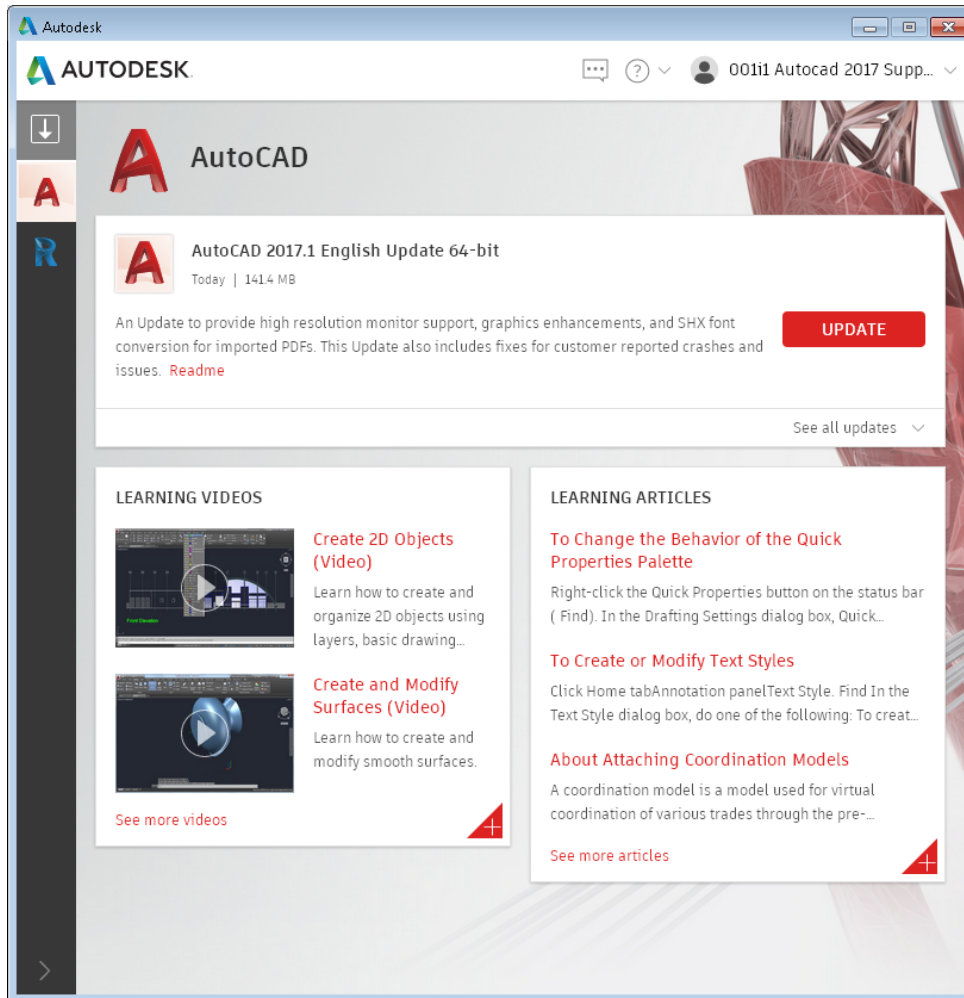 Autodesk
AUTODESK.
001i1 Autocad 2017 Supp...
AutoCAD
AutoCAD 2017.1 English Update 64-bit
Today | 141.4 MB
An Update to provide high resolution monitor support, graphics enhancements, and SHX font
conversion for imported PDFs. This Update also includes fixes for customer reported crashes and
issues. Readme
UPDATE
See all updates
LEARNING VIDEOS
Create 2D Objects
(Video)
Learn how to create and
organize 2D objects using
layers, basic drawing...
Front Elevation
Create and Modify
Surfaces (Video)
Learn how to create and
modify smooth surfaces.
See more videos
LEARNING ARTICLES
To Change the Behavior of the Quick
Properties Palette
Right-click the Quick Properties button on the status bar
( Find). In the Drafting Settings dialog box, Quick...
To Create or Modify Text Styles
Click Home tabAnnotation panelText Style. Find In the
Text Style dialog box, do one of the following: To creat...
About Attaching Coordination Models
A coordination model is a model used for virtual
coordination of various trades through the pre-...
See more articles